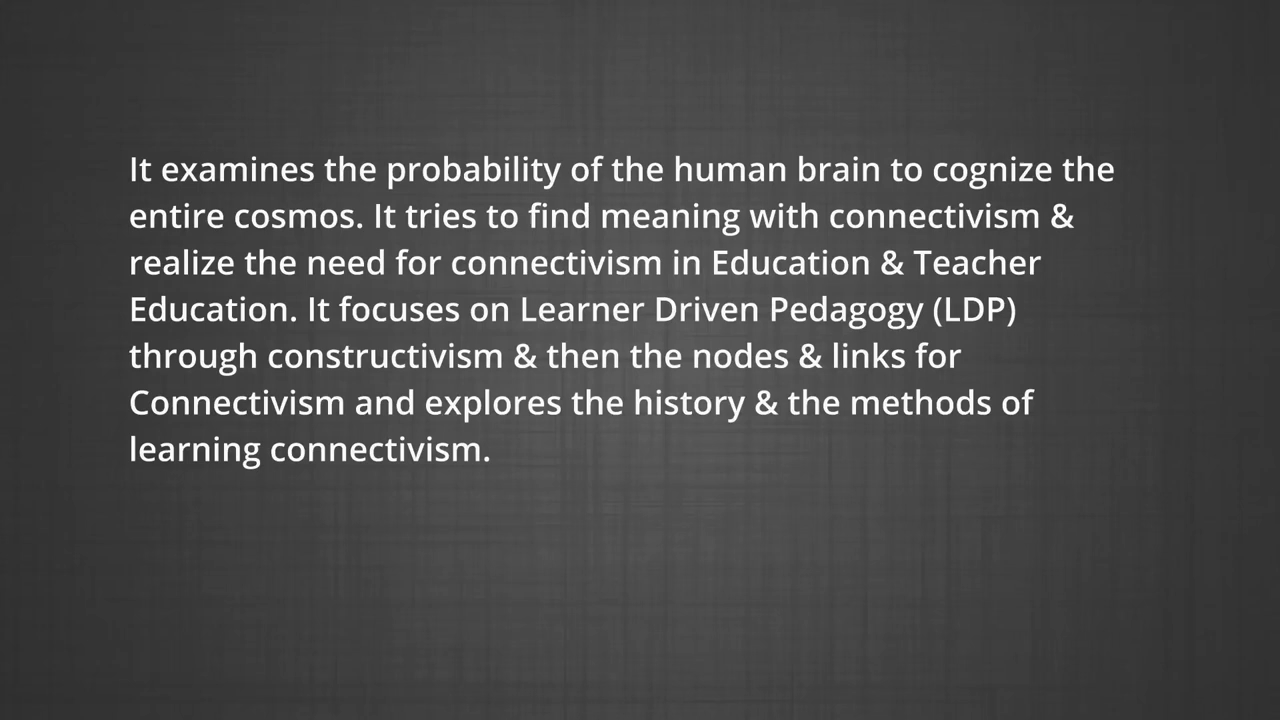 It examines the probability of the human brain to cognize the
entire cosmos. It tries to find meaning with connectivism &
realize the need for connectivism in Education & Teacher
Education. It focuses on Learner Driven Pedagogy (LDP)
through constructivism & then the nodes & links for
Connectivism and explores the history & the methods of
learning connectivism.